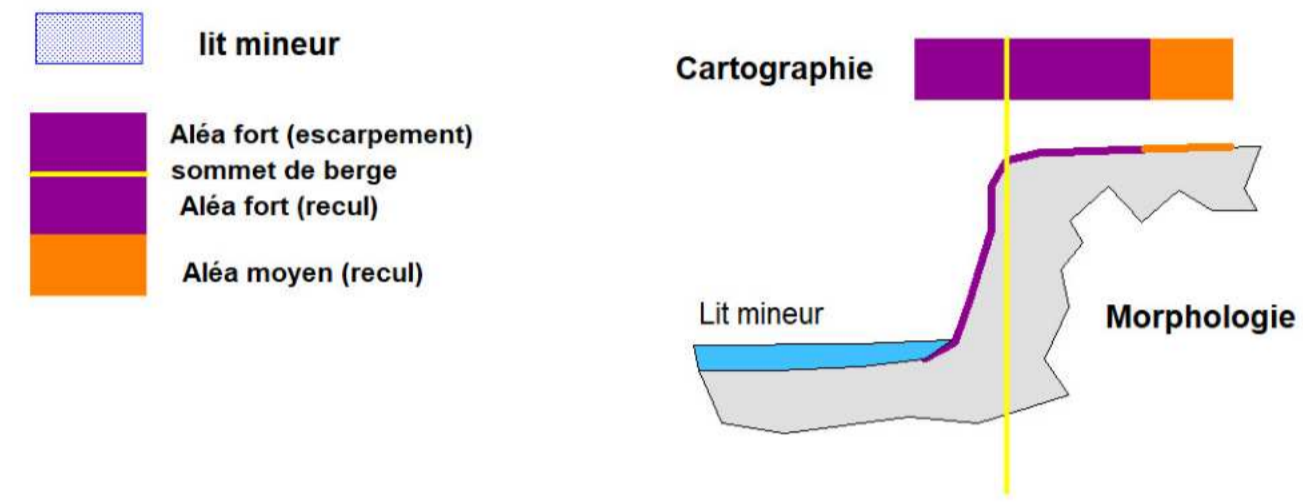 lit mineur
Aléa fort (escarpement)
sommet de berge
Aléa fort (recul)
Aléa moyen (recul)
Cartographie
Lit mineur
Morphologie